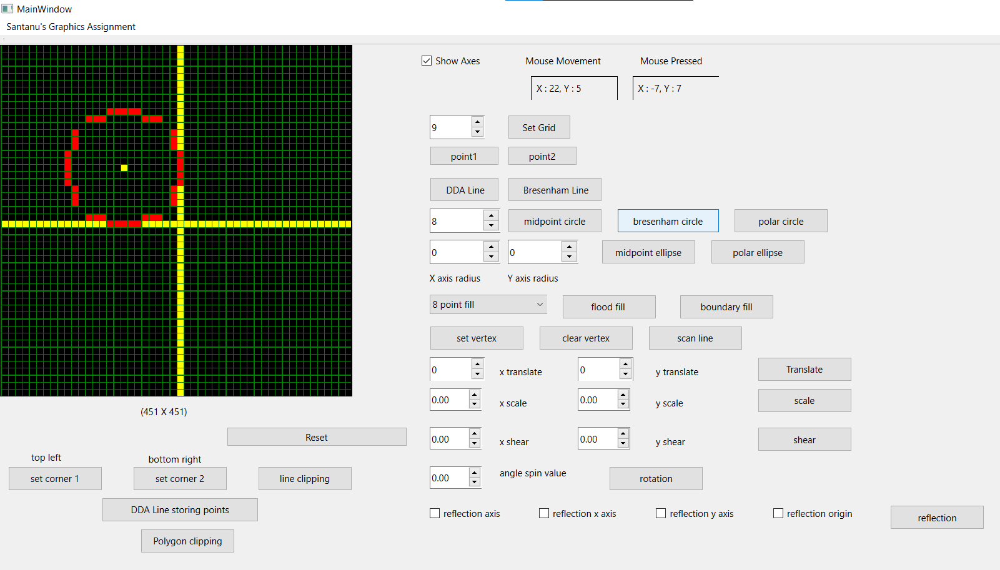 MainWindow
Santanu's Graphics Assignment
Show Axes
Mouse Movement
Mouse Pressed
X : 22, Y : 5
X : -7, Y : 7
9
Set Grid
point1
point2
DDA Line
Bresenham Line
8
midpoint circle
bresenham circle
polar circle
0
0
midpoint ellipse
polar ellipse
X axis radius
Y axis radius
8 point fill
flood fill
boundary fill
set vertex
clear vertex
scan line
0
x translate
0
y translate
Translate
0.00
x scale
0.00
y scale
scale
0.00
x shear
0.00
y shear
shear
0.00
angle spin value
rotation
reflection axis
reflection x axis
reflection y axis
reflection origin
reflection
(451 X 451)
Reset
top left
bottom right
set corner 1
set corner 2
line clipping
DDA Line storing points
Polygon clipping